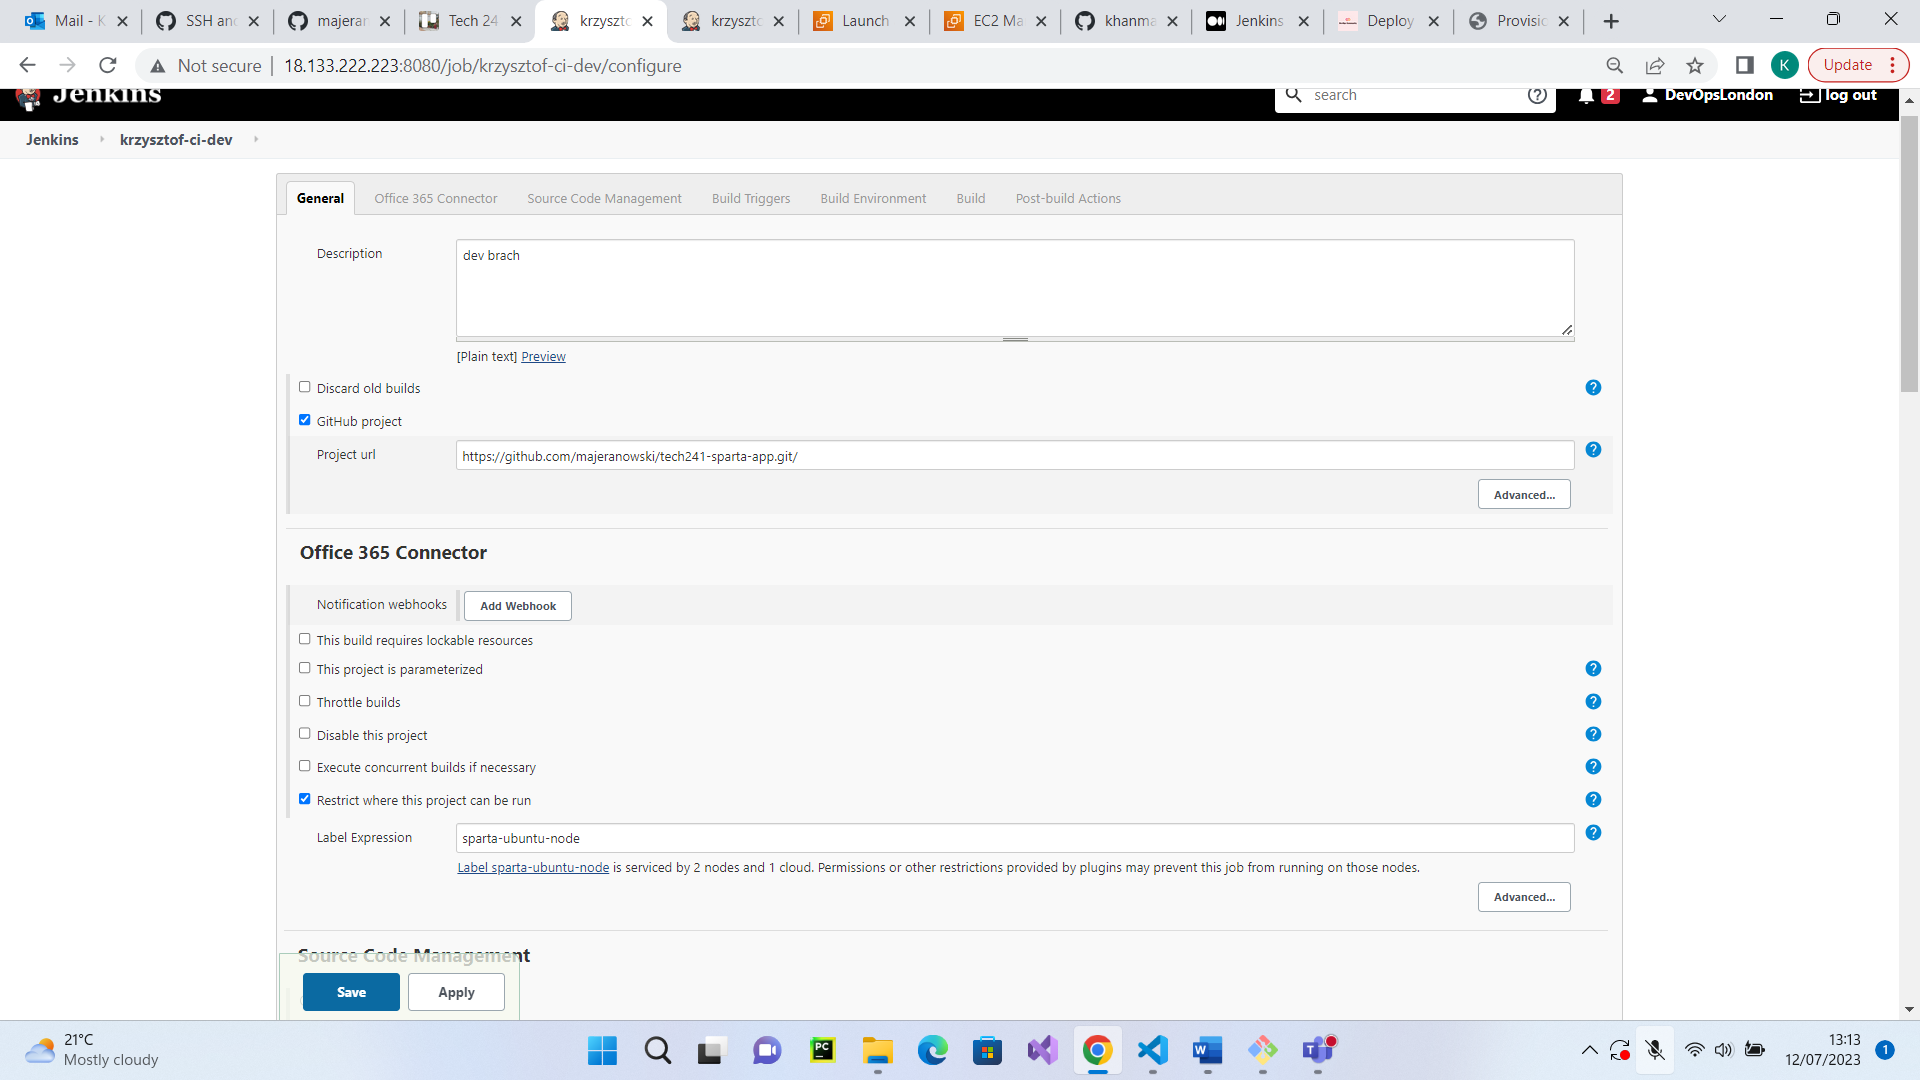 Mail - K
SSH and
majeran
Tech 24
krzyszto
krzyszto
Launch
EC2 Ma
khanma
Jenkins
Deploy
Provisio
Not secure
18.133.222.223:8080/job/krzysztof-ci-dev/configure
K
Update
Jenkins
search
2
DevOpsLondon
log out
Jenkins
krzysztof-ci-dev
General
Office 365 Connector
Source Code Management
Build Triggers
Build Environment
Build
Post-build Actions
Description
dev brach
[Plain text] Preview
Discard old builds
GitHub project
Project url
https://github.com/majeranowski/tech241-sparta-app.git/
Advanced...
Office 365 Connector
Notification webhooks
Add Webhook
This build requires lockable resources
This project is parameterized
Throttle builds
Disable this project
Execute concurrent builds if necessary
Restrict where this project can be run
Label Expression
sparta-ubuntu-node
Label sparta-ubuntu-node is serviced by 2 nodes and 1 cloud. Permissions or other restrictions provided by plugins may prevent this job from running on those nodes.
Advanced...
Source Code Management
Save
Apply
21°C
Mostly cloudy
13:13
12/07/2023
1